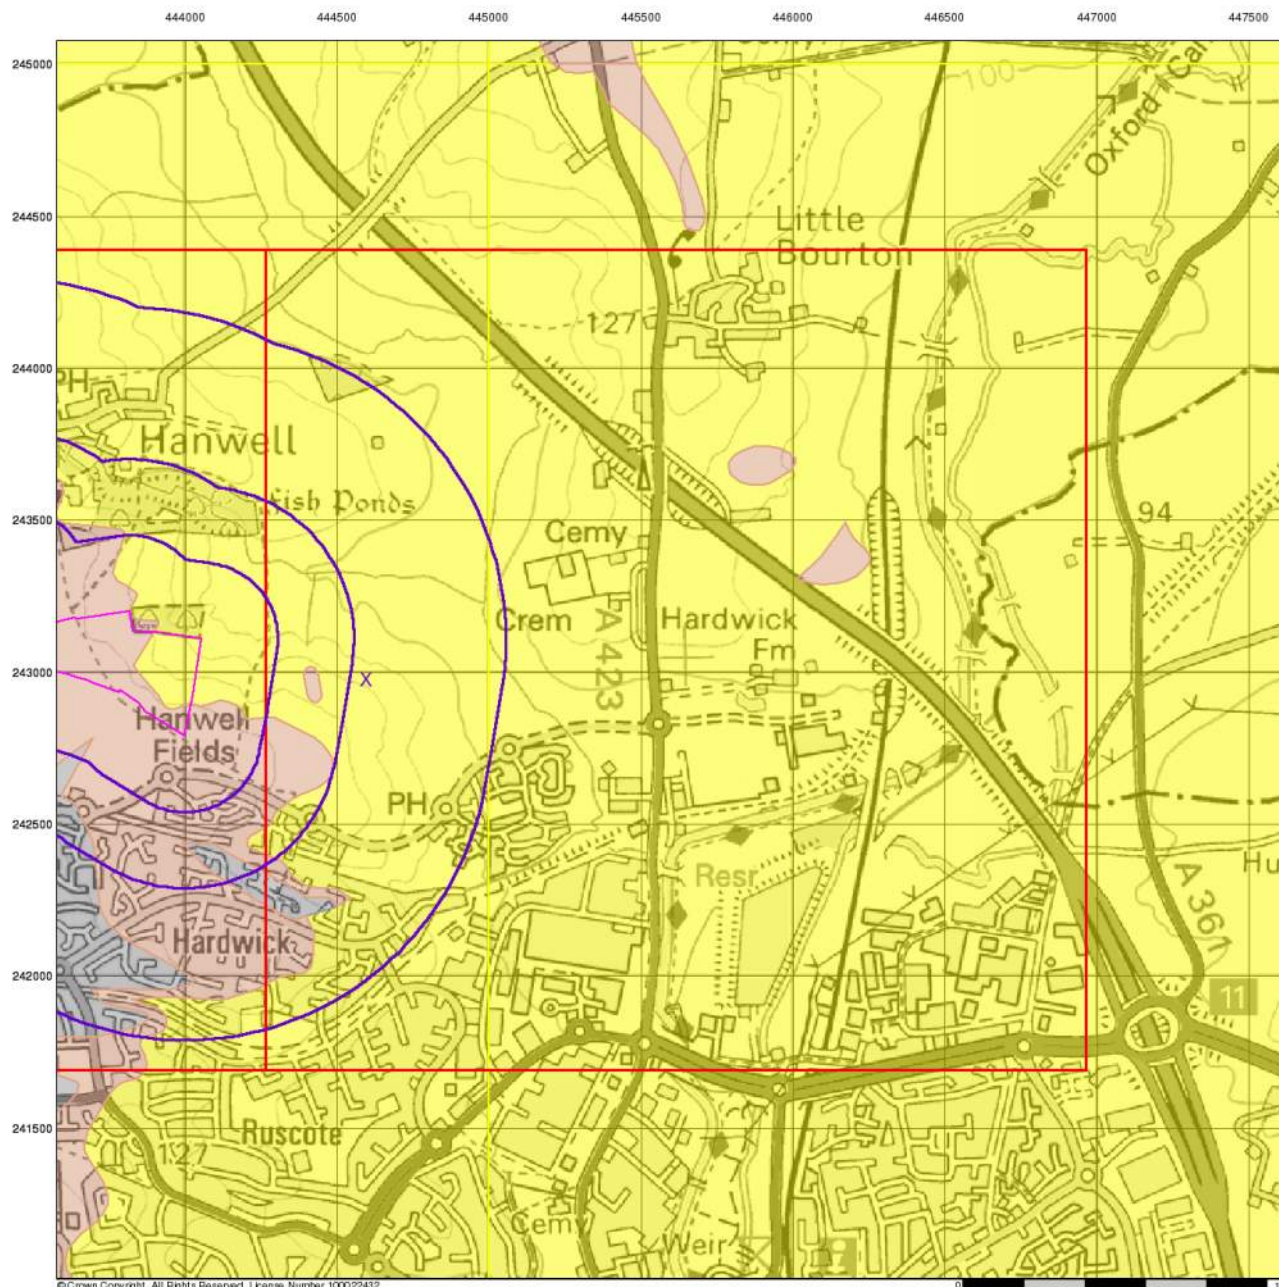 444000 444500 445000 445500 446000 446500 447000 447500
245000
100
Oxford
244500
Little
Bourton
127
244000
PH
Hanwell
Fish Ponds
243500
94
Cemy
Crem
A 423
Hardwick
Fm
243000
X
Hanwell
Fields
PH
242500
Resr
Hu
A 361
Hardwick
242000
11
241500
Ruscote
127
Cemy
Weir
© Crown Copyright. All Rights Reserved. License Number 100022432
0